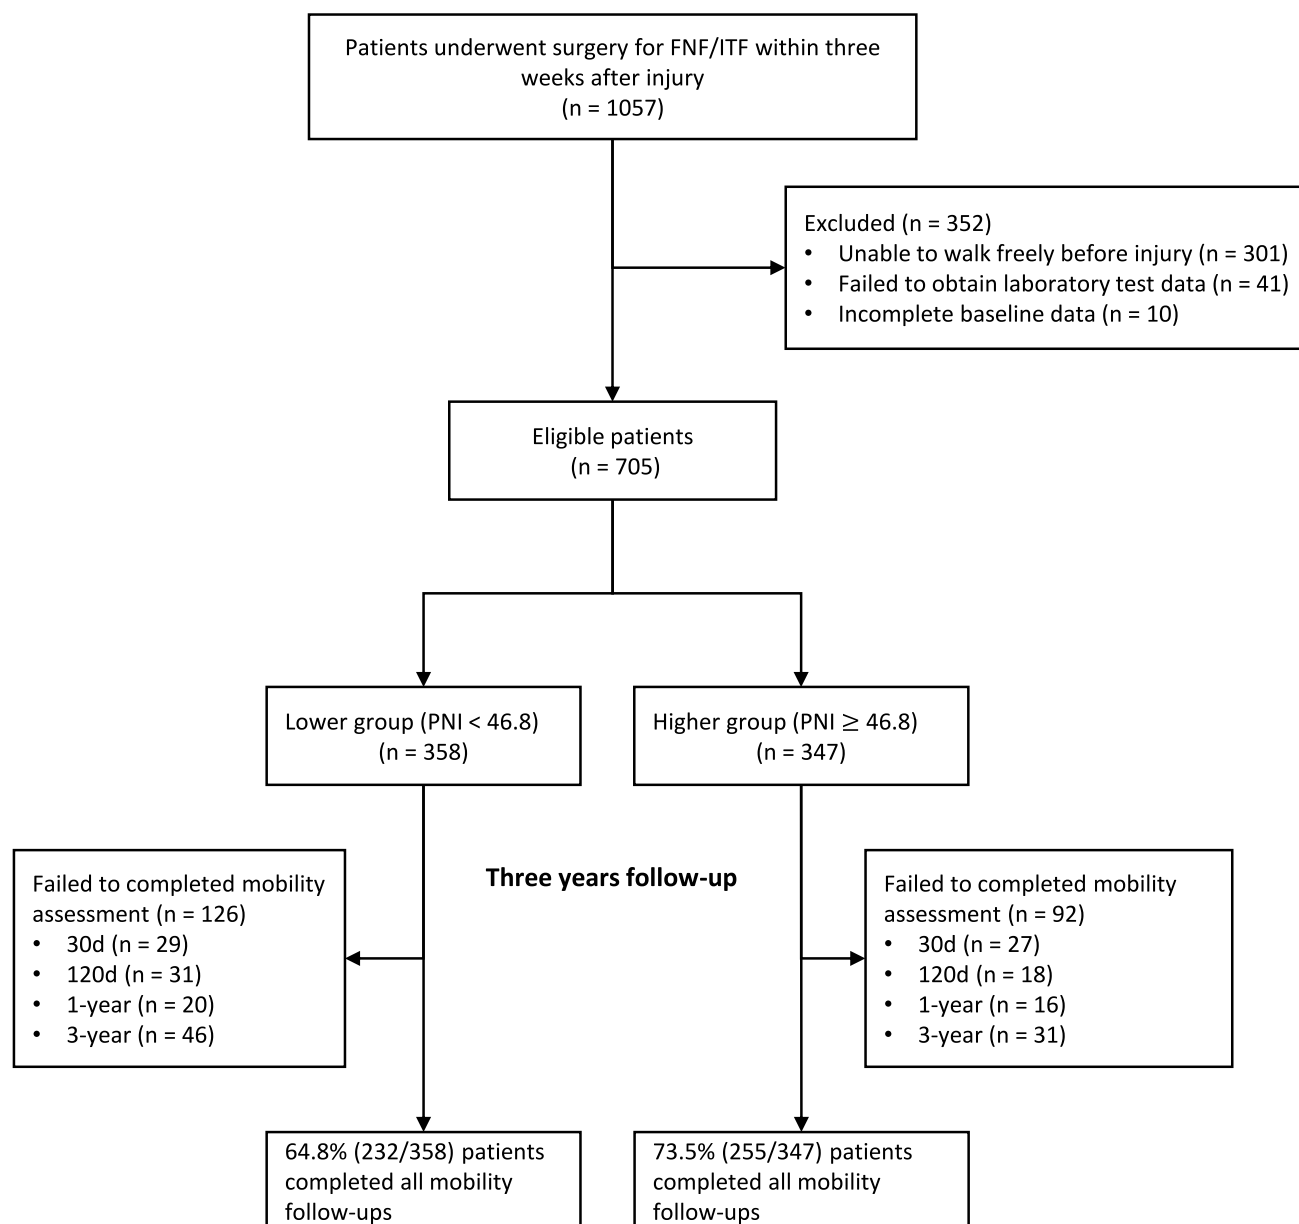 Patients underwent surgery for FNF/ITF within three
weeks after injury
(n = 1057)
Excluded (n = 352)
• Unable to walk freely before injury (n = 301)
• Failed to obtain laboratory test data (n = 41)
• Incomplete baseline data (n = 10)
Eligible patients
(n = 705)
Lower group (PNI < 46.8)
(n = 358)
Higher group (PNI ≥ 46.8)
(n = 347)
Three years follow-up
Failed to completed mobility
assessment (n = 126)
• 30d (n = 29)
• 120d (n = 31)
• 1-year (n = 20)
• 3-year (n = 46)
Failed to completed mobility
assessment (n = 92)
• 30d (n = 27)
• 120d (n = 18)
• 1-year (n = 16)
• 3-year (n = 31)
64.8% (232/358) patients
completed all mobility
follow-ups
73.5% (255/347) patients
completed all mobility
follow-ups